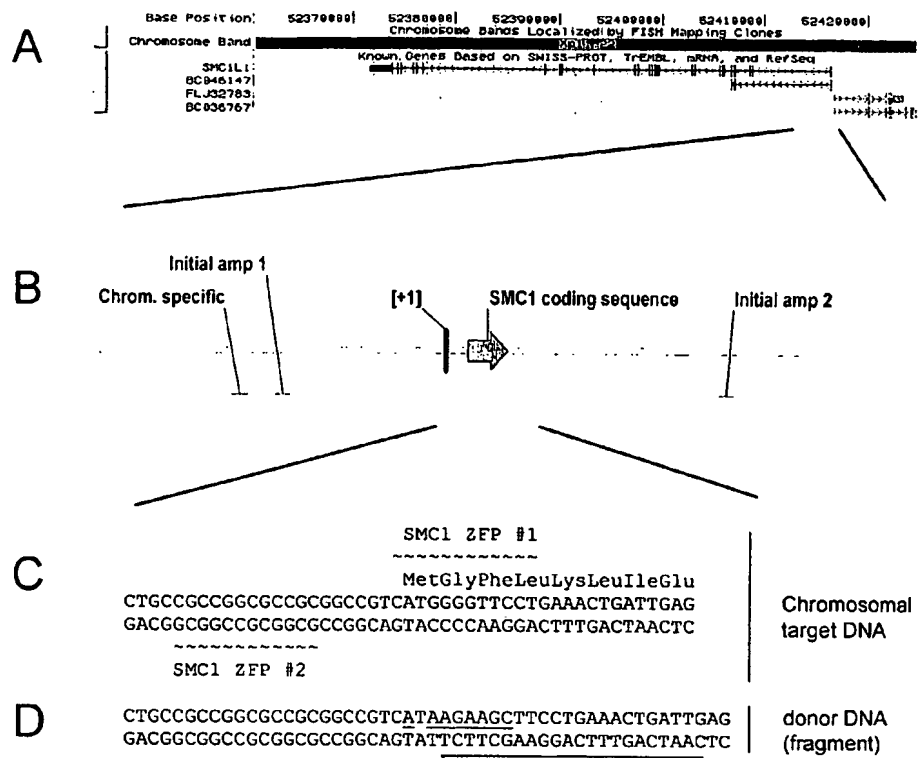 A
Base Position 52370000 52380000 52390000 52400000 52410000 52420000
Chromosome Bands Localized by FISH Mapping Clones
Chromosome Band
Known Genes Based on SWISS-PROT, TrEMBL, mRNA, and RefSeq
SMC1L1
BC046147
FLJ32783
BC036767
B
Initial amp 1
Chrom. specific
[+1]
SMC1 coding sequence
Initial amp 2
C
SMC1 ZFP #1
~~~~~~~~~~~~
MetGlyPheLeuLysLeuIleGlu
CTGCCGCCGGCGCCGCGGCCGTCATGGGGTTCCTGAAACTGATTGAG
GACGGCGGCCGCGGCGCCGGCAGTACCCCAAGGACTTTGACTAACTC
~~~~~~~~~~~~
SMC1 ZFP #2
Chromosomal
target DNA
D
CTGCCGCCGGCGCCGCGGCCGTCATAAGAAGCTTCCTGAAACTGATTGAG
GACGGCGGCCGCGGCGCCGGCAGTATTCTTCGAAGGACTTTGACTAACTC
donor DNA
(fragment)